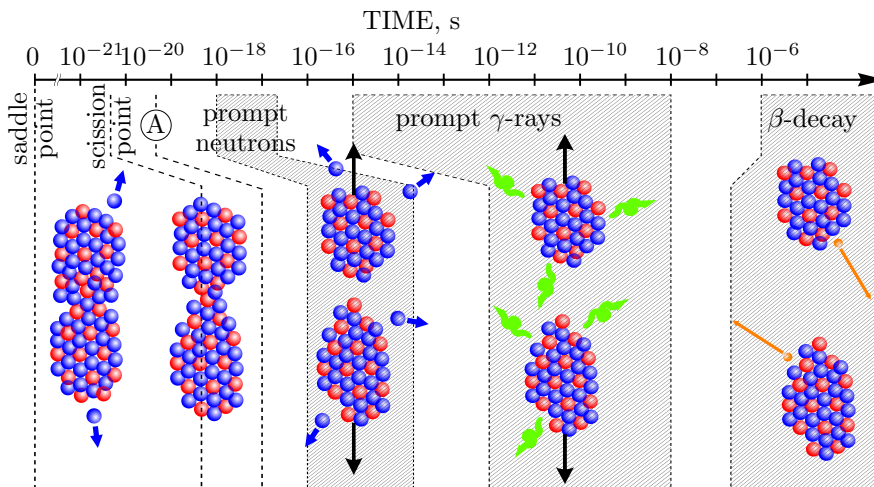 TIME, s
0
10⁻²¹
10⁻²⁰
10⁻¹⁸
10⁻¹⁶
10⁻¹⁴
10⁻¹²
10⁻¹⁰
10⁻⁸
10⁻⁶
saddle
point
scission
point
A
prompt
neutrons
prompt γ-rays
β-decay